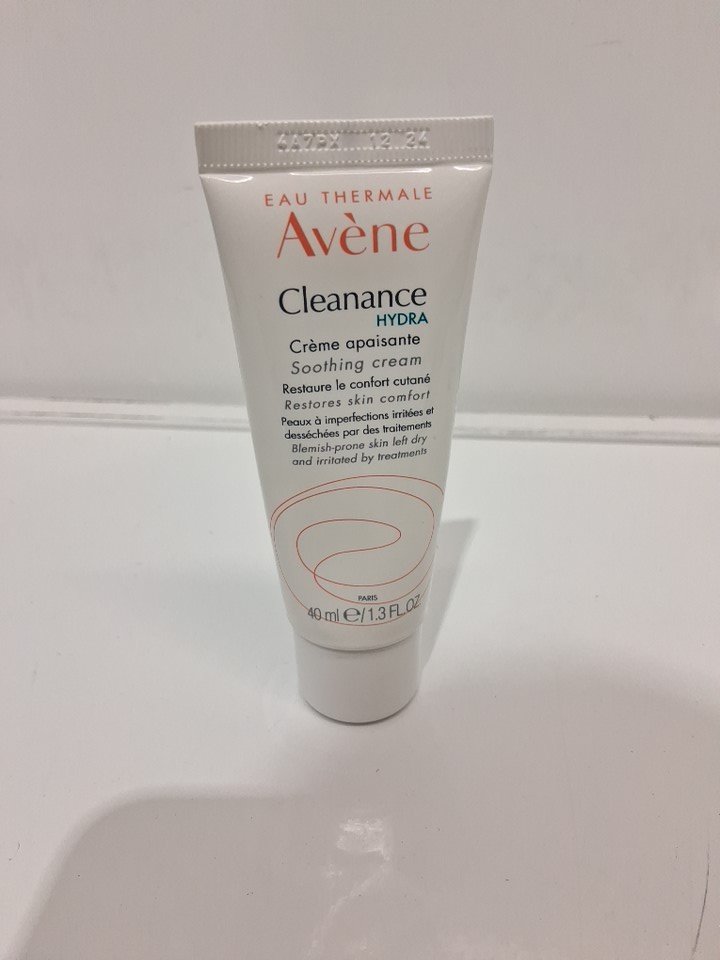 12 24
EAU THERMALE
Avène
Cleanance
HYDRA
Crème apaisante
Soothing cream
Restaure le confort cutané
Restores skin comfort
Peaux à imperfections irritées et
desséchées par des traitements
Blemish-prone skin left dry
and irritated by treatments
PARIS
40 ml e/1.3 FL.OZ.